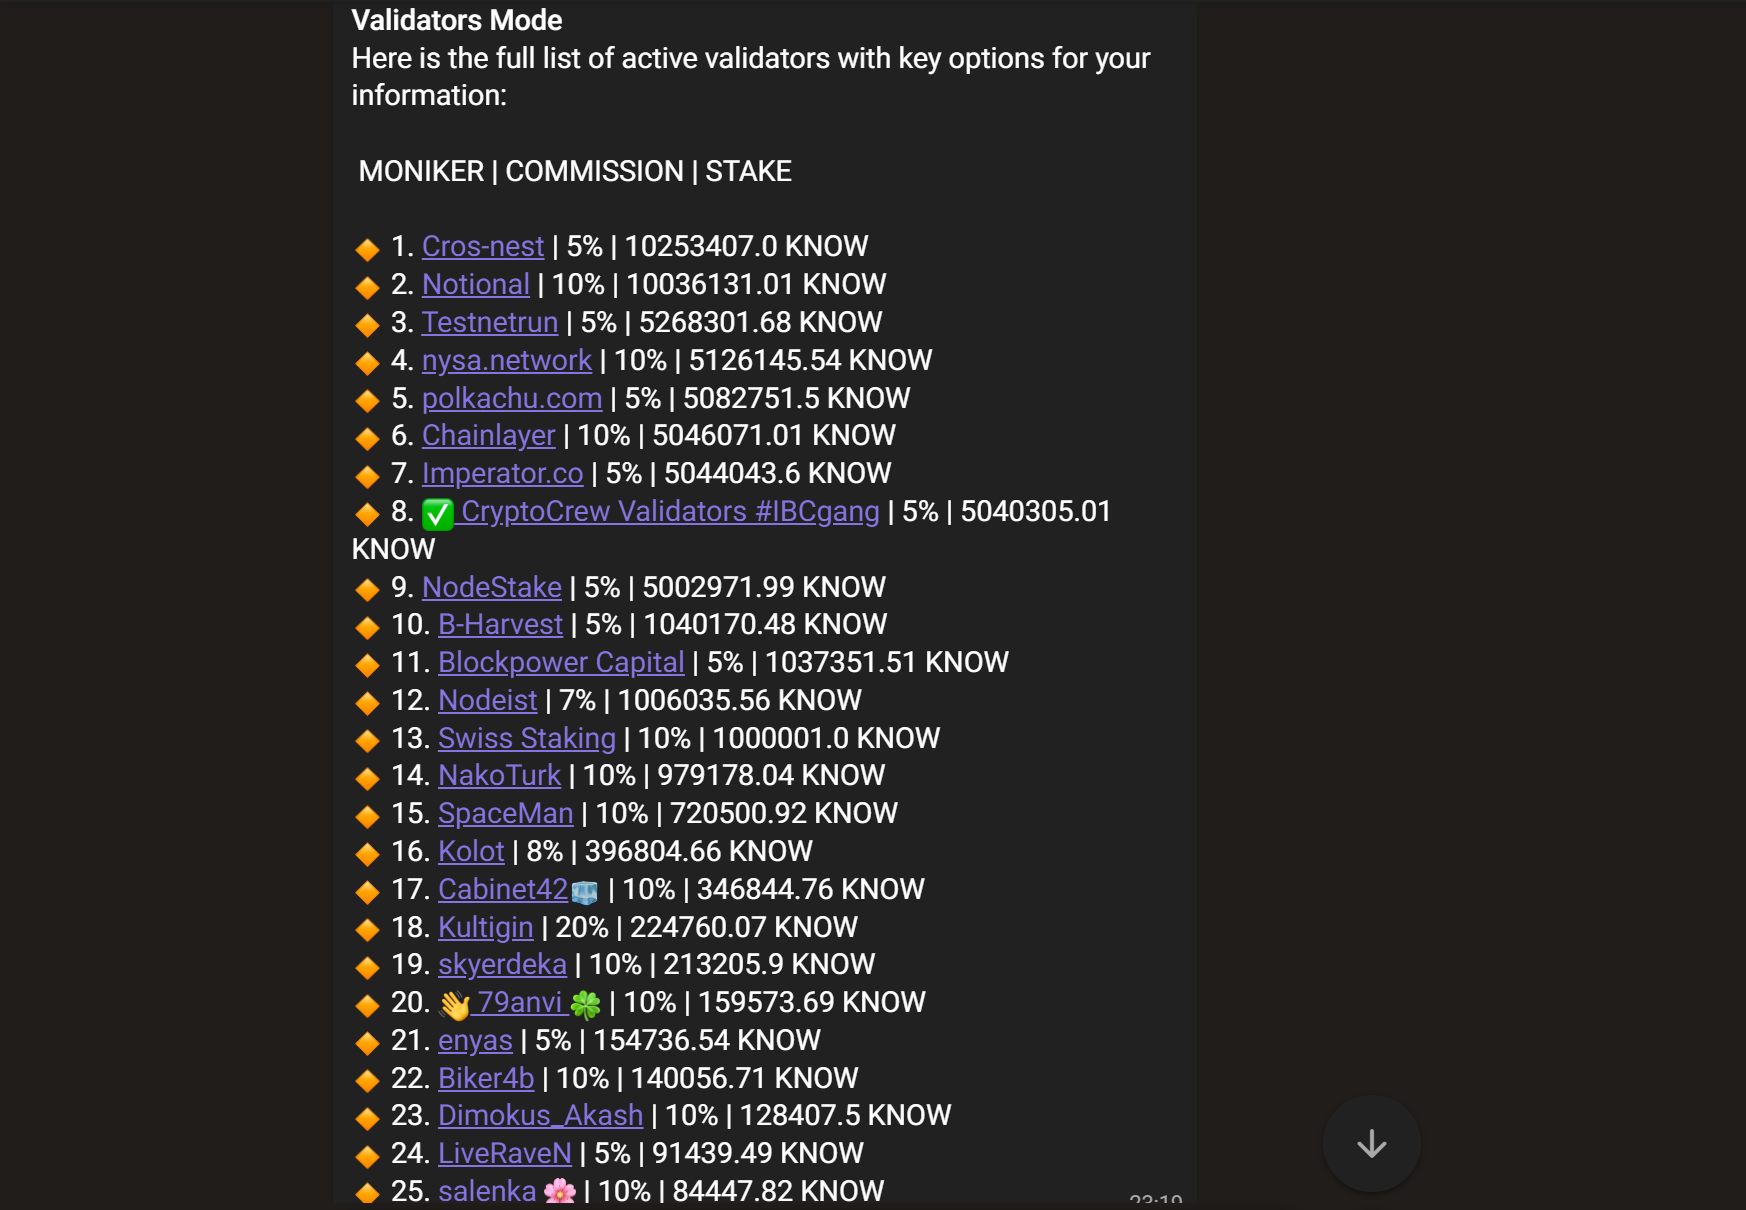 Validators Mode
Here is the full list of active validators with key options for your
information:
MONIKER | COMMISSION | STAKE
🔶 1. Cros-nest | 5% | 10253407.0 KNOW
🔶 2. Notional | 10% | 10036131.01 KNOW
🔶 3. Testnetrun | 5% | 5268301.68 KNOW
🔶 4. nysa.network | 10% | 5126145.54 KNOW
🔶 5. polkachu.com | 5% | 5082751.5 KNOW
🔶 6. Chainlayer | 10% | 5046071.01 KNOW
🔶 7. Imperator.co | 5% | 5044043.6 KNOW
🔶 8. ✅ CryptoCrew Validators #IBCgang | 5% | 5040305.01
KNOW
🔶 9. NodeStake | 5% | 5002971.99 KNOW
🔶 10. B-Harvest | 5% | 1040170.48 KNOW
🔶 11. Blockpower Capital | 5% | 1037351.51 KNOW
🔶 12. Nodeist | 7% | 1006035.56 KNOW
🔶 13. Swiss Staking | 10% | 1000001.0 KNOW
🔶 14. NakoTurk | 10% | 979178.04 KNOW
🔶 15. SpaceMan | 10% | 720500.92 KNOW
🔶 16. Kolot | 8% | 396804.66 KNOW
🔶 17. Cabinet42🧊 | 10% | 346844.76 KNOW
🔶 18. Kultigin | 20% | 224760.07 KNOW
🔶 19. skyerdeka | 10% | 213205.9 KNOW
🔶 20. 👋 79anvi 🍀 | 10% | 159573.69 KNOW
🔶 21. enyas | 5% | 154736.54 KNOW
🔶 22. Biker4b | 10% | 140056.71 KNOW
🔶 23. Dimokus_Akash | 10% | 128407.5 KNOW
🔶 24. LiveRaveN | 5% | 91439.49 KNOW
🔶 25. salenka 🌸 | 10% | 84447.82 KNOW
23:19